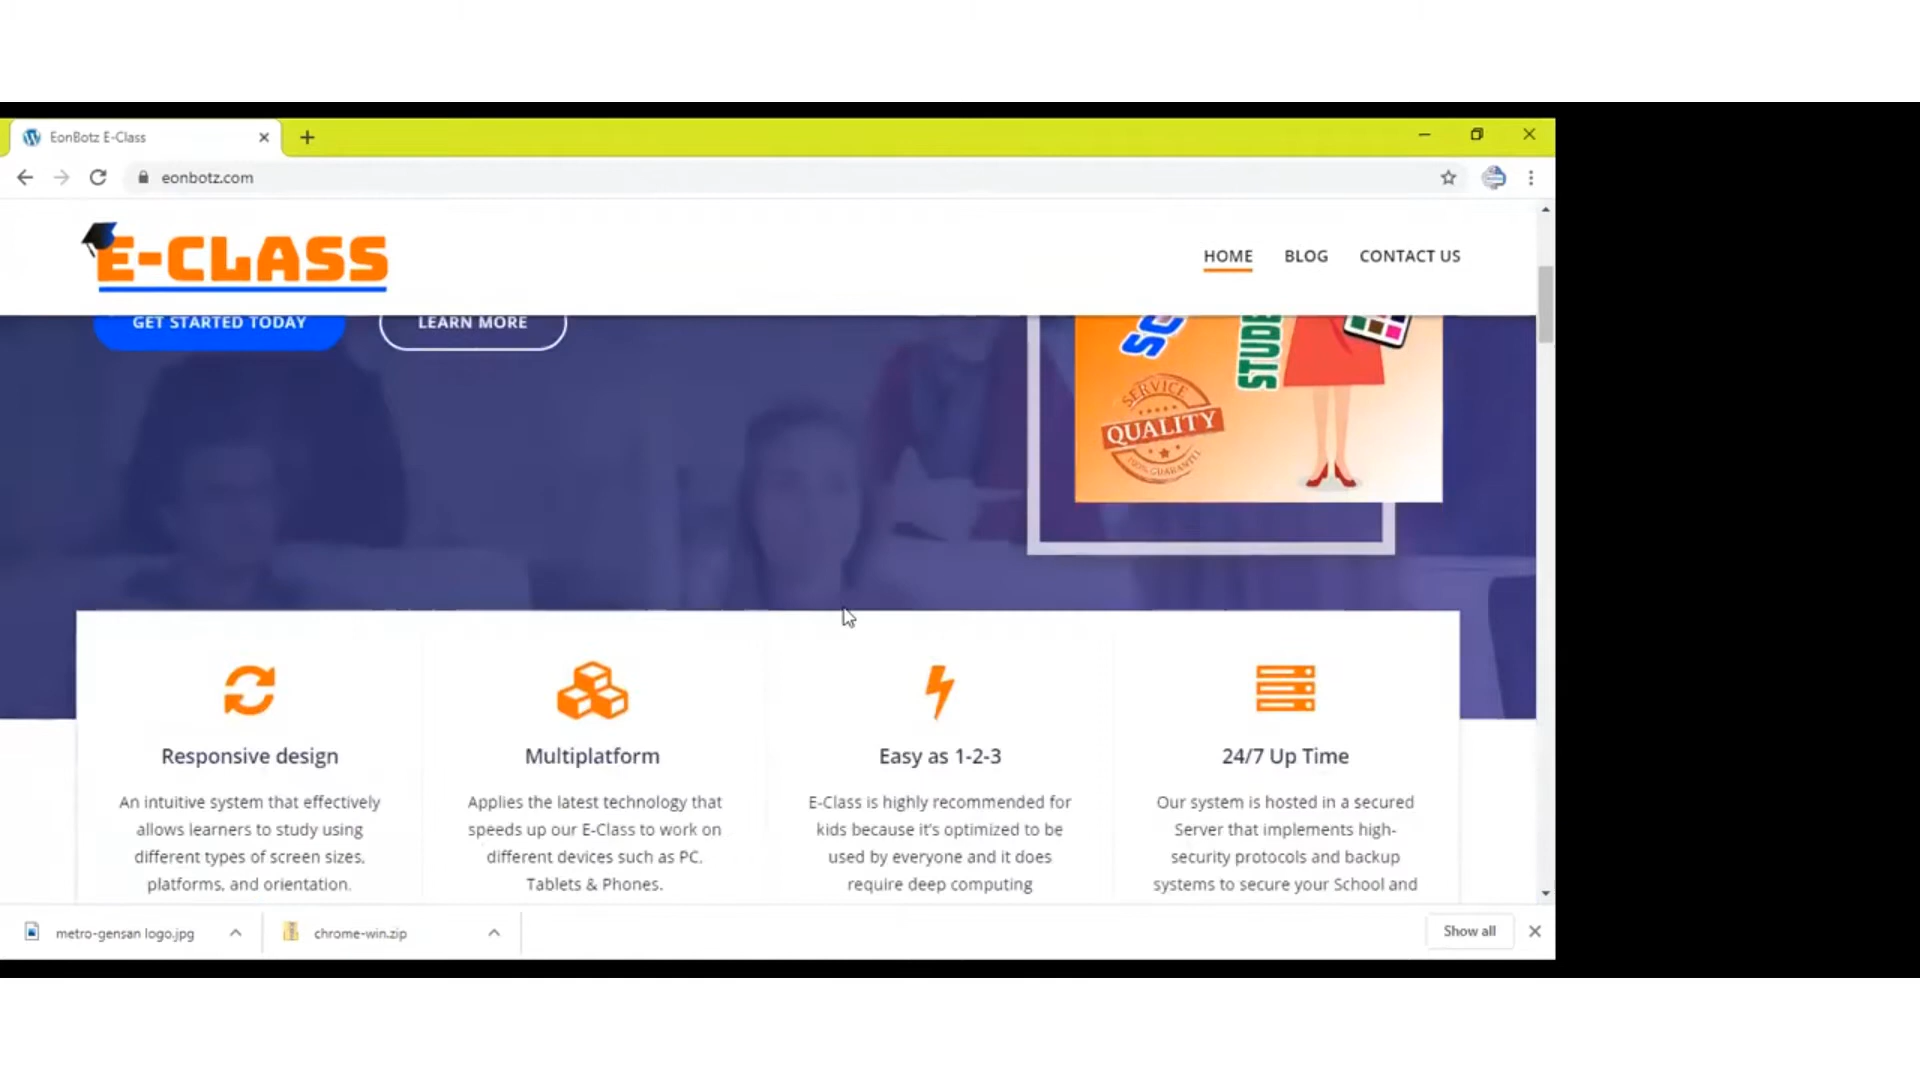 EonBotz E-Class
eonbotz.com
E-CLASS
HOME
BLOG
CONTACT US
GET STARTED TODAY
LEARN MORE
STUDE
SERVICE
QUALITY
100% GUARANTEE
Responsive design
An intuitive system that effectively
allows learners to study using
different types of screen sizes,
platforms, and orientation.
Multiplatform
Applies the latest technology that
speeds up our E-Class to work on
different devices such as PC,
Tablets & Phones.
Easy as 1-2-3
E-Class is highly recommended for
kids because it's optimized to be
used by everyone and it does
require deep computing
24/7 Up Time
Our system is hosted in a secured
Server that implements high-
security protocols and backup
systems to secure your School and
metro-gensan logo.jpg
chrome-win.zip
Show all